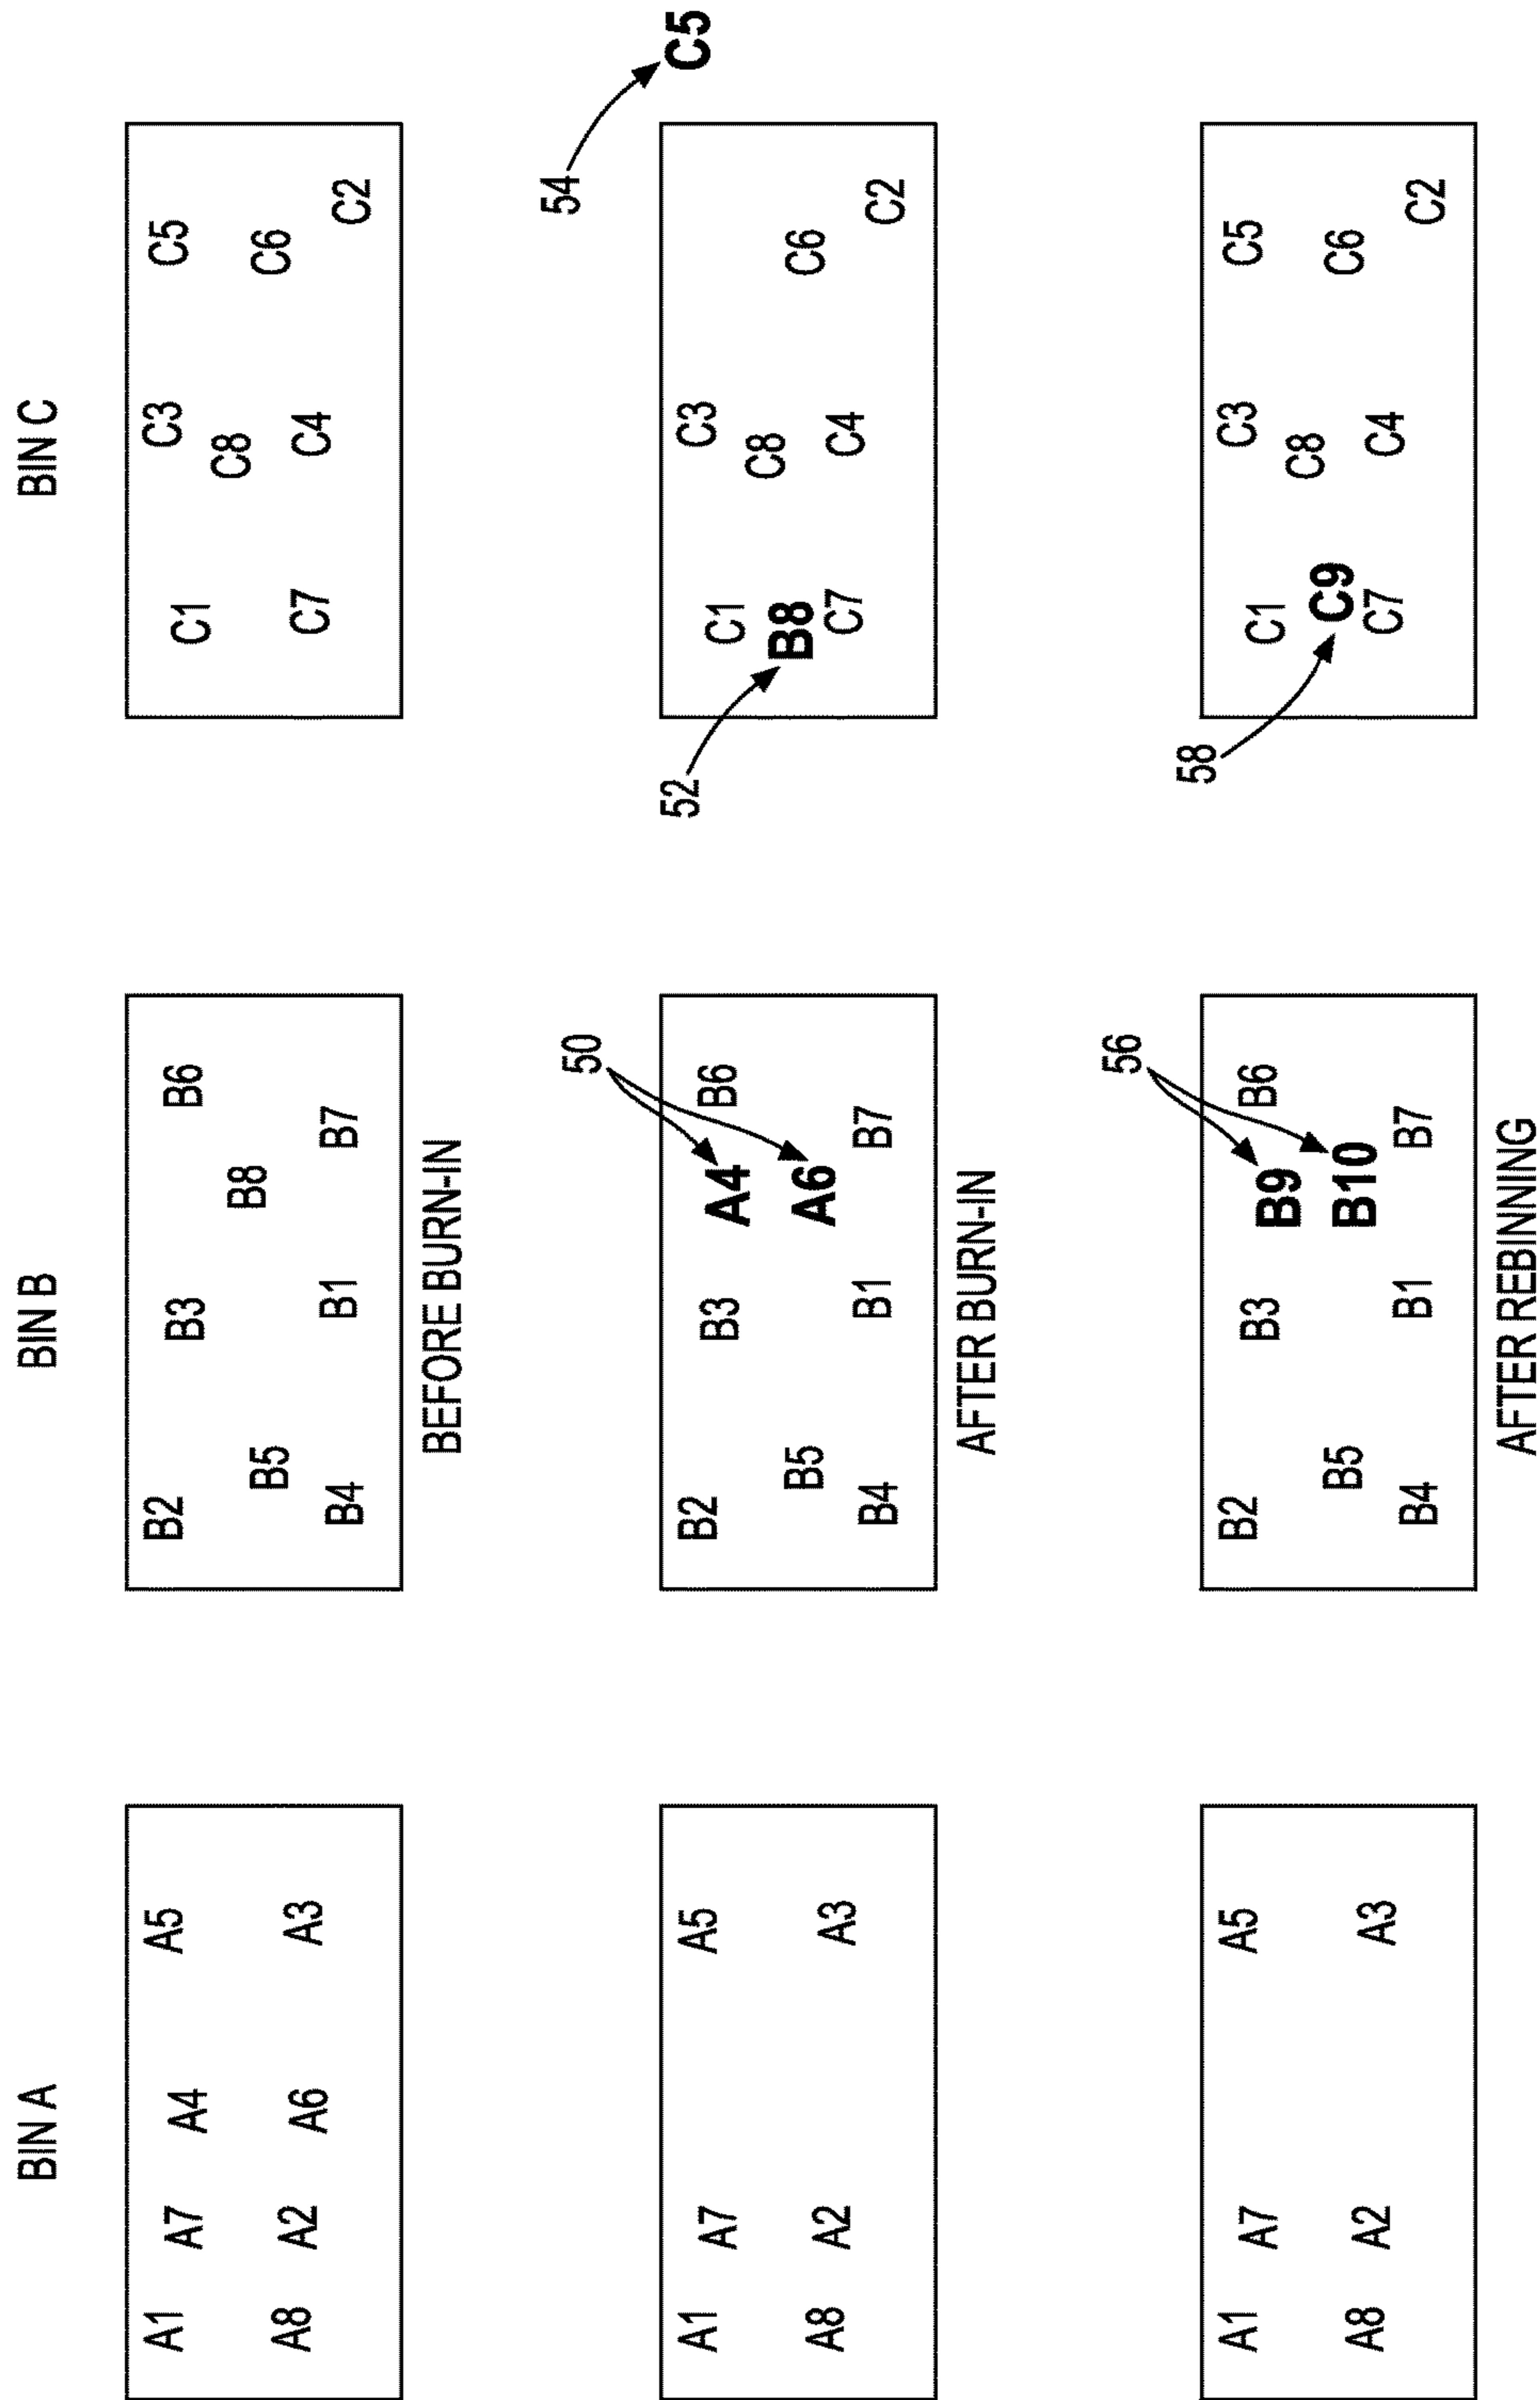 BIN A BIN B BIN C
A1 A7 A4 A5 B2 B3 B6 C1 C3 C5
B5 B8 C8 C6
A8 A2 A6 A3 B4 B1 B7 C7 C4 C2
BEFORE BURN-IN
50 54
A1 A7 A5 B2 B3 A4 B6 52 C1 C3 C5
B5 A6 B8 C8 C6
A8 A2 A3 B4 B1 B7 C7 C4 C2
AFTER BURN-IN
56 58
A1 A7 A5 B2 B3 B9 B6 C1 C3 C5
B5 B10 C9 C8 C6
A8 A2 A3 B4 B1 B7 C7 C4 C2
AFTER REBINNING